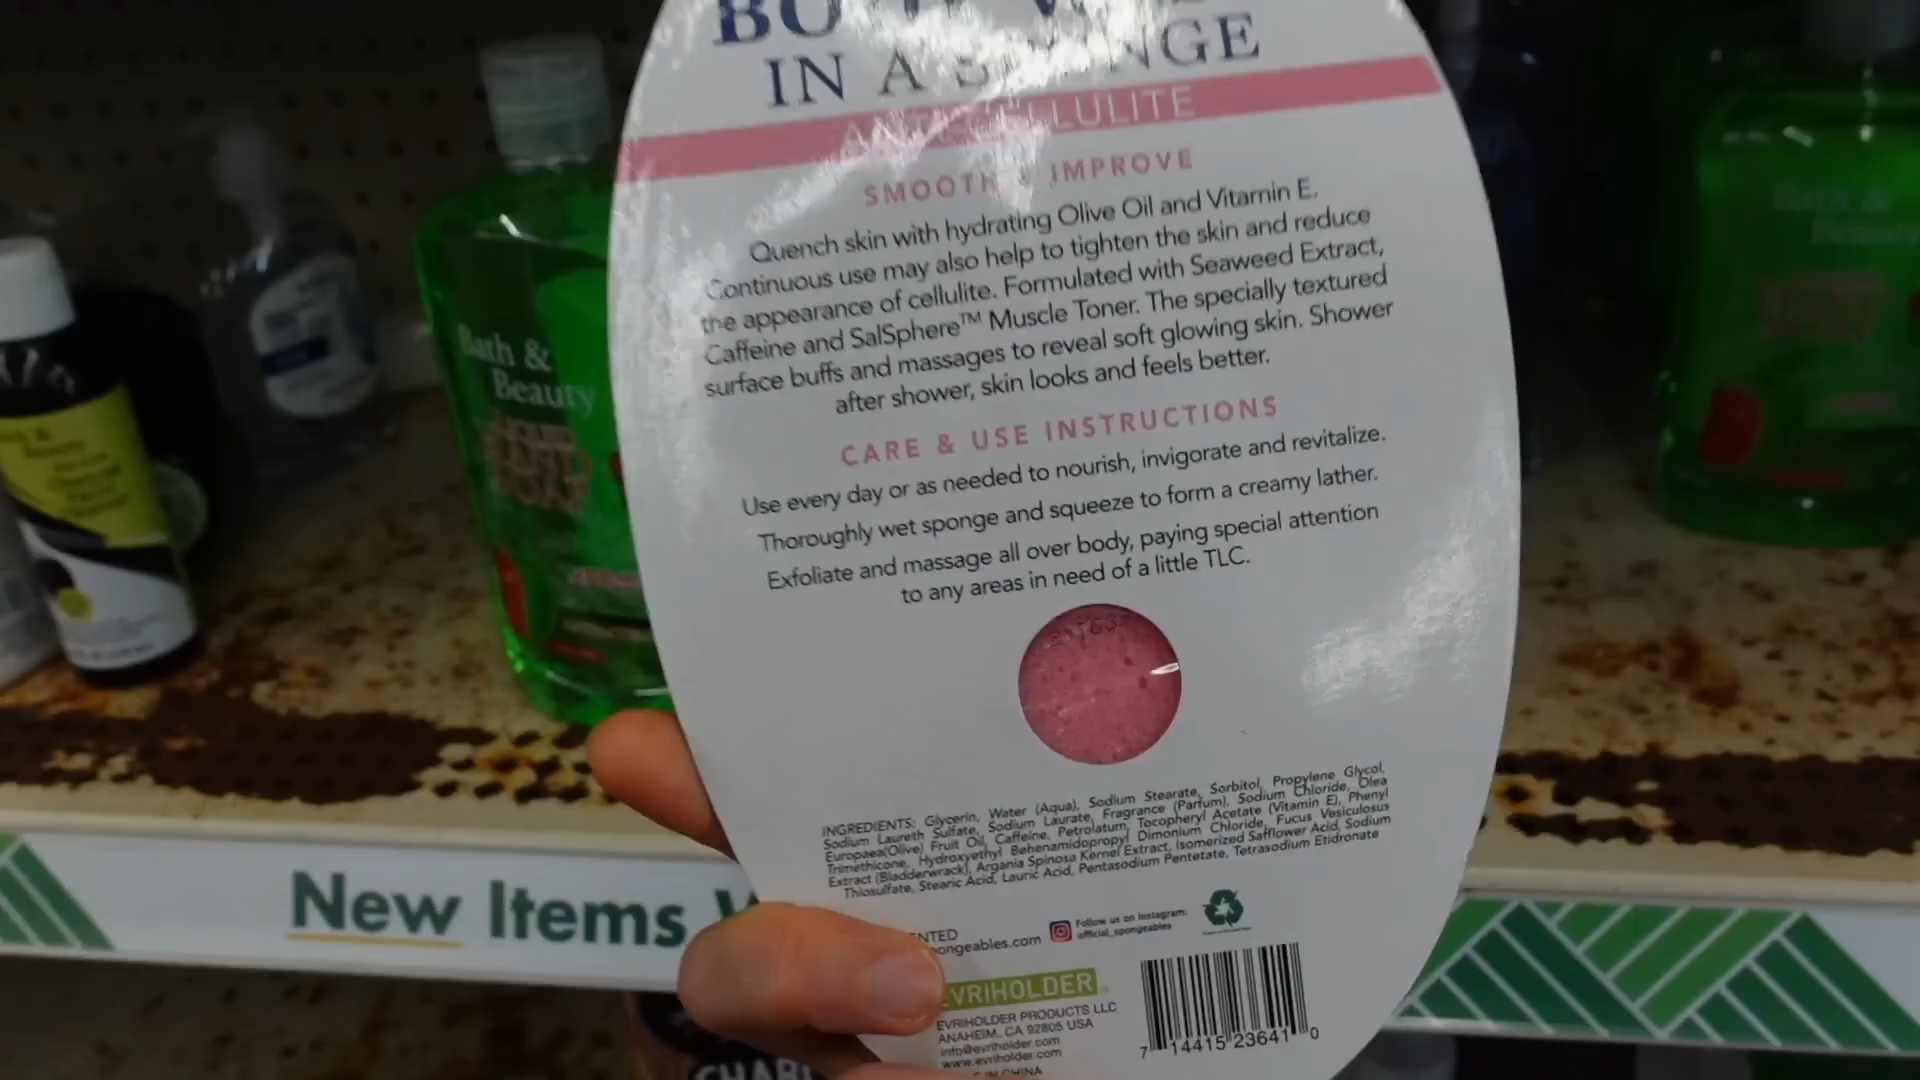 IN A SPONGE
ANTI-CELLULITE
SMOOTH & IMPROVE
Quench skin with hydrating Olive Oil and Vitamin E.
Continuous use may also help to tighten the skin and reduce
the appearance of cellulite. Formulated with Seaweed Extract,
Caffeine and SalSphere™ Muscle Toner. The specially textured
surface buffs and massages to reveal soft glowing skin. Shower
after shower, skin looks and feels better.
CARE & USE INSTRUCTIONS
Use every day or as needed to nourish, invigorate and revitalize.
Thoroughly wet sponge and squeeze to form a creamy lather.
Exfoliate and massage all over body, paying special attention
to any areas in need of a little TLC.
INGREDIENTS: Glycerin, Water (Aqua), Sodium Stearate, Sorbitol, Propylene Glycol,
Sodium Laureth Sulfate, Sodium Laurate, Fragrance (Parfum), Sodium Chloride, Olea
Europaea(Olive) Fruit Oil, Caffeine, Petrolatum, Tocopheryl Acetate (Vitamin E), Phenyl
Trimethicone, Hydroxyethyl Behenamidopropyl Dimonium Chloride, Fucus Vesiculosus
Extract (Bladderwrack), Argania Spinosa Kernel Extract, Isomerized Safflower Acid, Sodium
Thiosulfate, Stearic Acid, Lauric Acid, Pentasodium Pentetate, Tetrasodium Etidronate
NTED
ongeables.com
Follow us on Instagram:
official_spongeables
EVRIHOLDER
EVRIHOLDER PRODUCTS LLC
ANAHEIM, CA 92805 USA
info@evriholder.com
www.evriholder.com
IN CHINA
7 14415 23641 0
Bath &
Beauty
LIQUID
HAND
SOAP
New Items